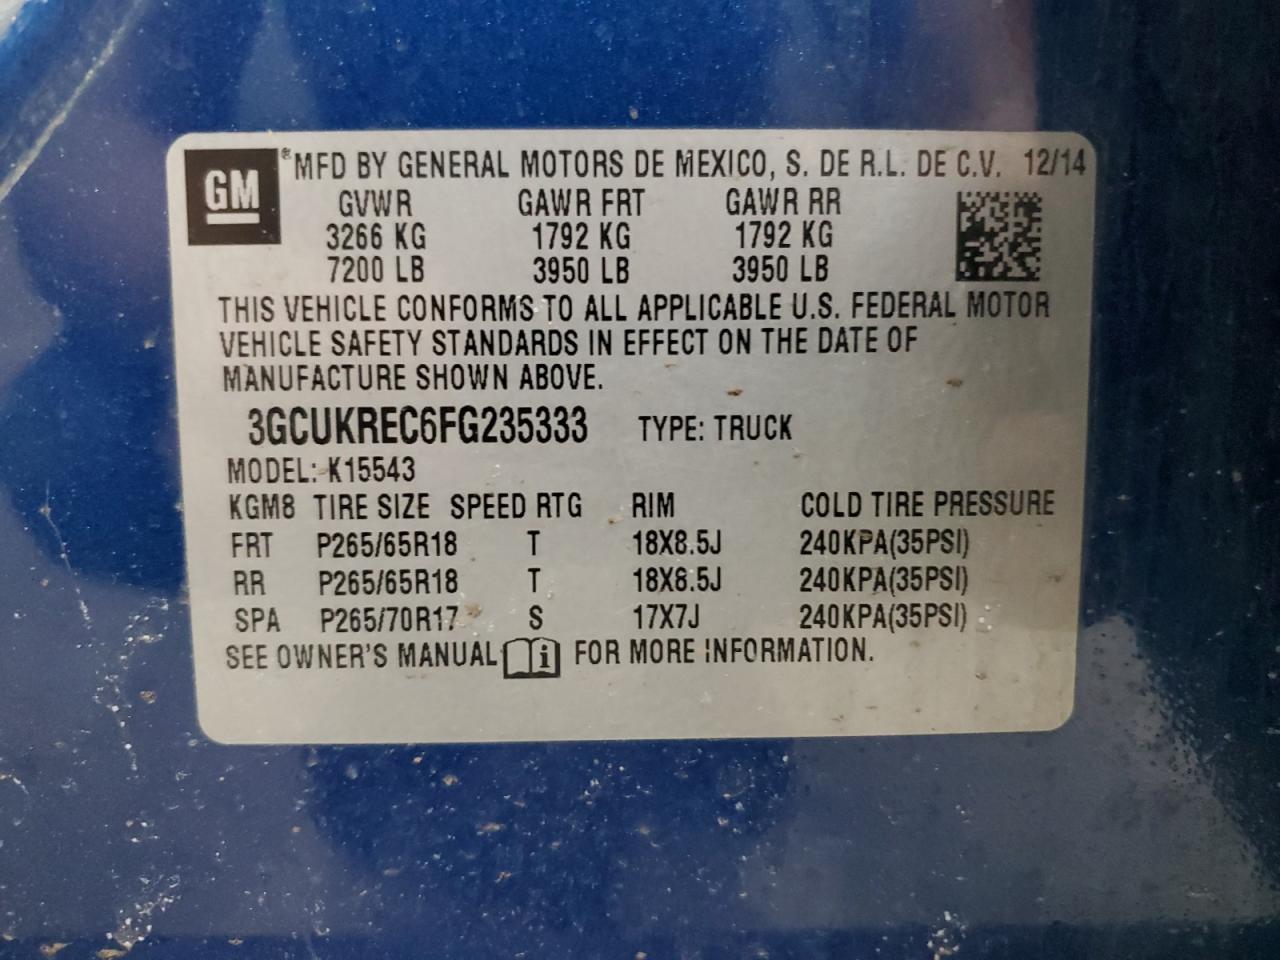 GM ® MFD BY GENERAL MOTORS DE MEXICO, S. DE R.L. DE C.V. 12/14
GVWR GAWR FRT GAWR RR
3266 KG 1792 KG 1792 KG
7200 LB 3950 LB 3950 LB
THIS VEHICLE CONFORMS TO ALL APPLICABLE U.S. FEDERAL MOTOR
VEHICLE SAFETY STANDARDS IN EFFECT ON THE DATE OF
MANUFACTURE SHOWN ABOVE.
3GCUKREC6FG235333 TYPE: TRUCK
MODEL: K15543
KGM8 TIRE SIZE SPEED RTG RIM COLD TIRE PRESSURE
FRT P265/65R18 T 18X8.5J 240KPA(35PSI)
RR P265/65R18 T 18X8.5J 240KPA(35PSI)
SPA P265/70R17 S 17X7J 240KPA(35PSI)
SEE OWNER'S MANUAL i FOR MORE INFORMATION.